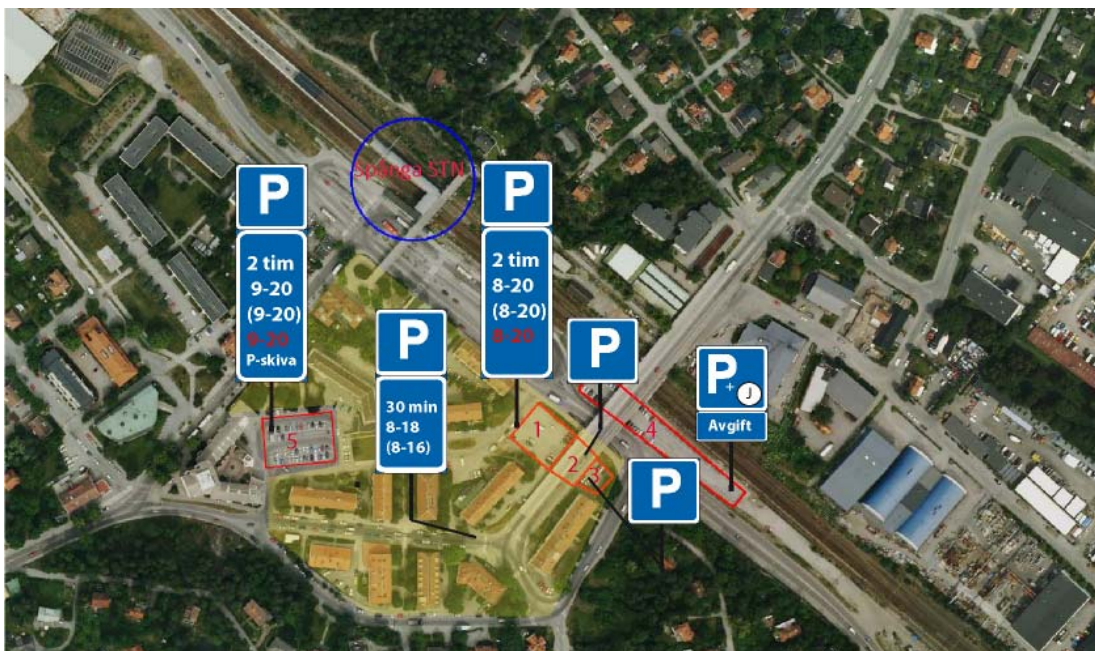 Spånga STN
P
2 tim
9-20
(9-20)
9-20
P-skiva
P
30 min
8-18
(8-16)
P
2 tim
8-20
(8-20)
8-20
P
P
+ J
Avgift
P
1
2
3
4
5